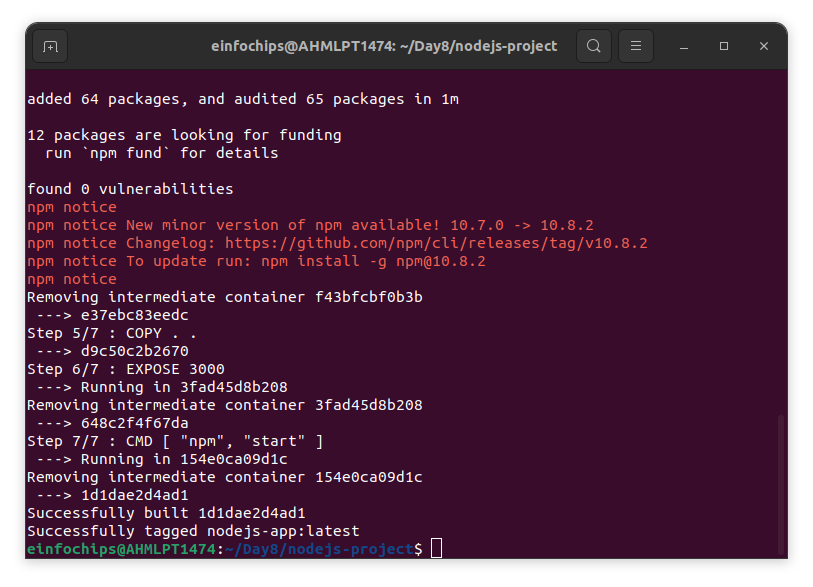 einfochips@AHMLPT1474: ~/Day8/nodejs-project
added 64 packages, and audited 65 packages in 1m
12 packages are looking for funding
  run `npm fund` for details
found 0 vulnerabilities
npm notice
npm notice New minor version of npm available! 10.7.0 -> 10.8.2
npm notice Changelog: https://github.com/npm/cli/releases/tag/v10.8.2
npm notice To update run: npm install -g npm@10.8.2
npm notice
Removing intermediate container f43bfcbf0b3b
 ---> e37ebc83eedc
Step 5/7 : COPY . .
 ---> d9c50c2b2670
Step 6/7 : EXPOSE 3000
 ---> Running in 3fad45d8b208
Removing intermediate container 3fad45d8b208
 ---> 648c2f4f67da
Step 7/7 : CMD [ "npm", "start" ]
 ---> Running in 154e0ca09d1c
Removing intermediate container 154e0ca09d1c
 ---> 1d1dae2d4ad1
Successfully built 1d1dae2d4ad1
Successfully tagged nodejs-app:latest
einfochips@AHMLPT1474:~/Day8/nodejs-project$